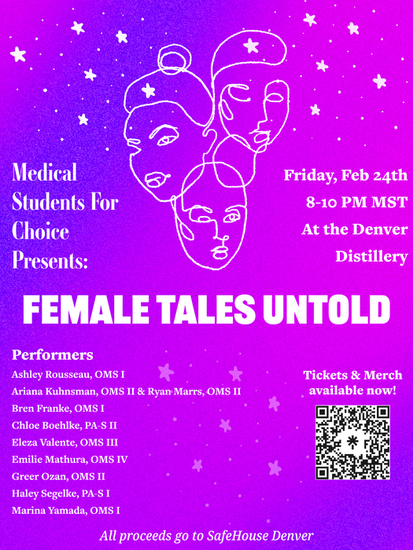 Medical
Students For
Choice
Presents:
Friday, Feb 24th
8-10 PM MST
At the Denver
Distillery
FEMALE TALES UNTOLD
Performers
Ashley Rousseau, OMS I
Ariana Kuhnsman, OMS II & Ryan Marrs, OMS II
Bren Franke, OMS I
Chloe Boehlke, PA-S II
Eleza Valente, OMS III
Emilie Mathura, OMS IV
Greer Ozan, OMS II
Haley Segelke, PA-S I
Marina Yamada, OMS I
Tickets & Merch
available now!
All proceeds go to SafeHouse Denver